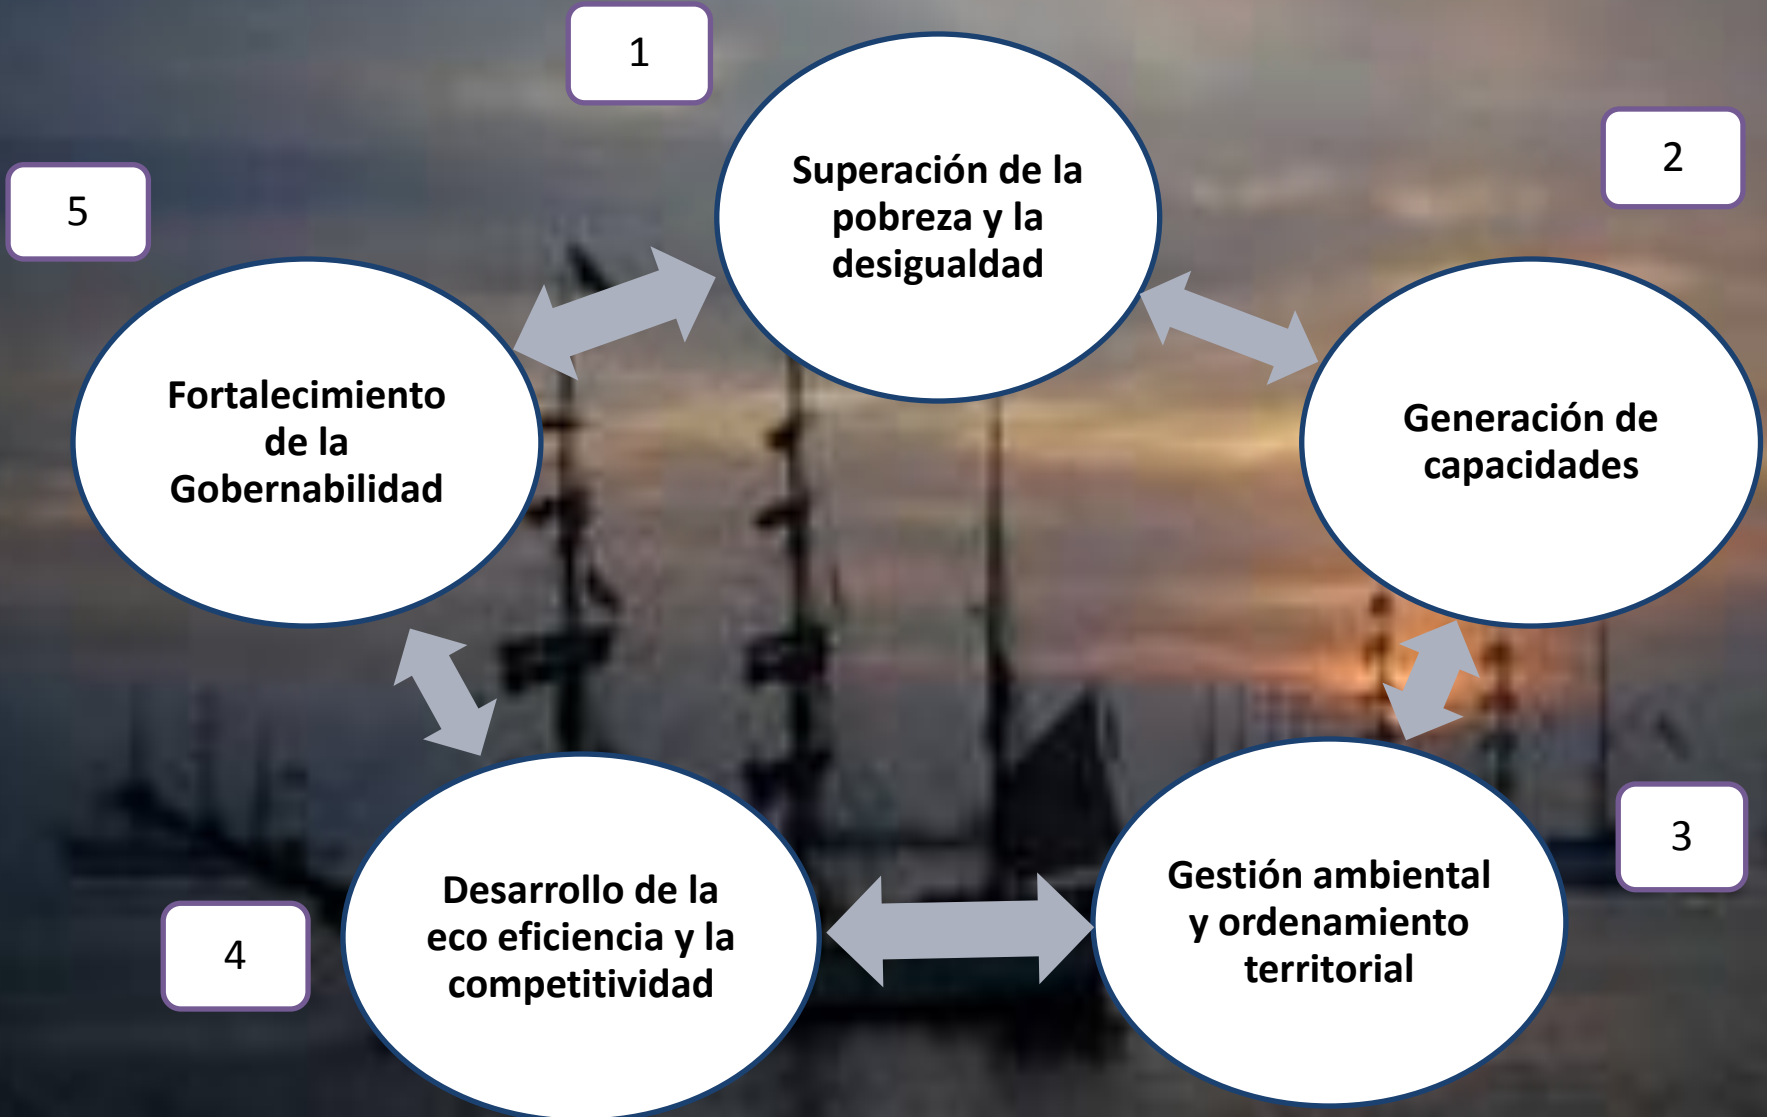 1
Superación de la
pobreza y la
desigualdad
2
Generación de
capacidades
3
Gestión ambiental
y ordenamiento
territorial
4
Desarrollo de la
eco eficiencia y la
competitividad
5
Fortalecimiento
de la
Gobernabilidad